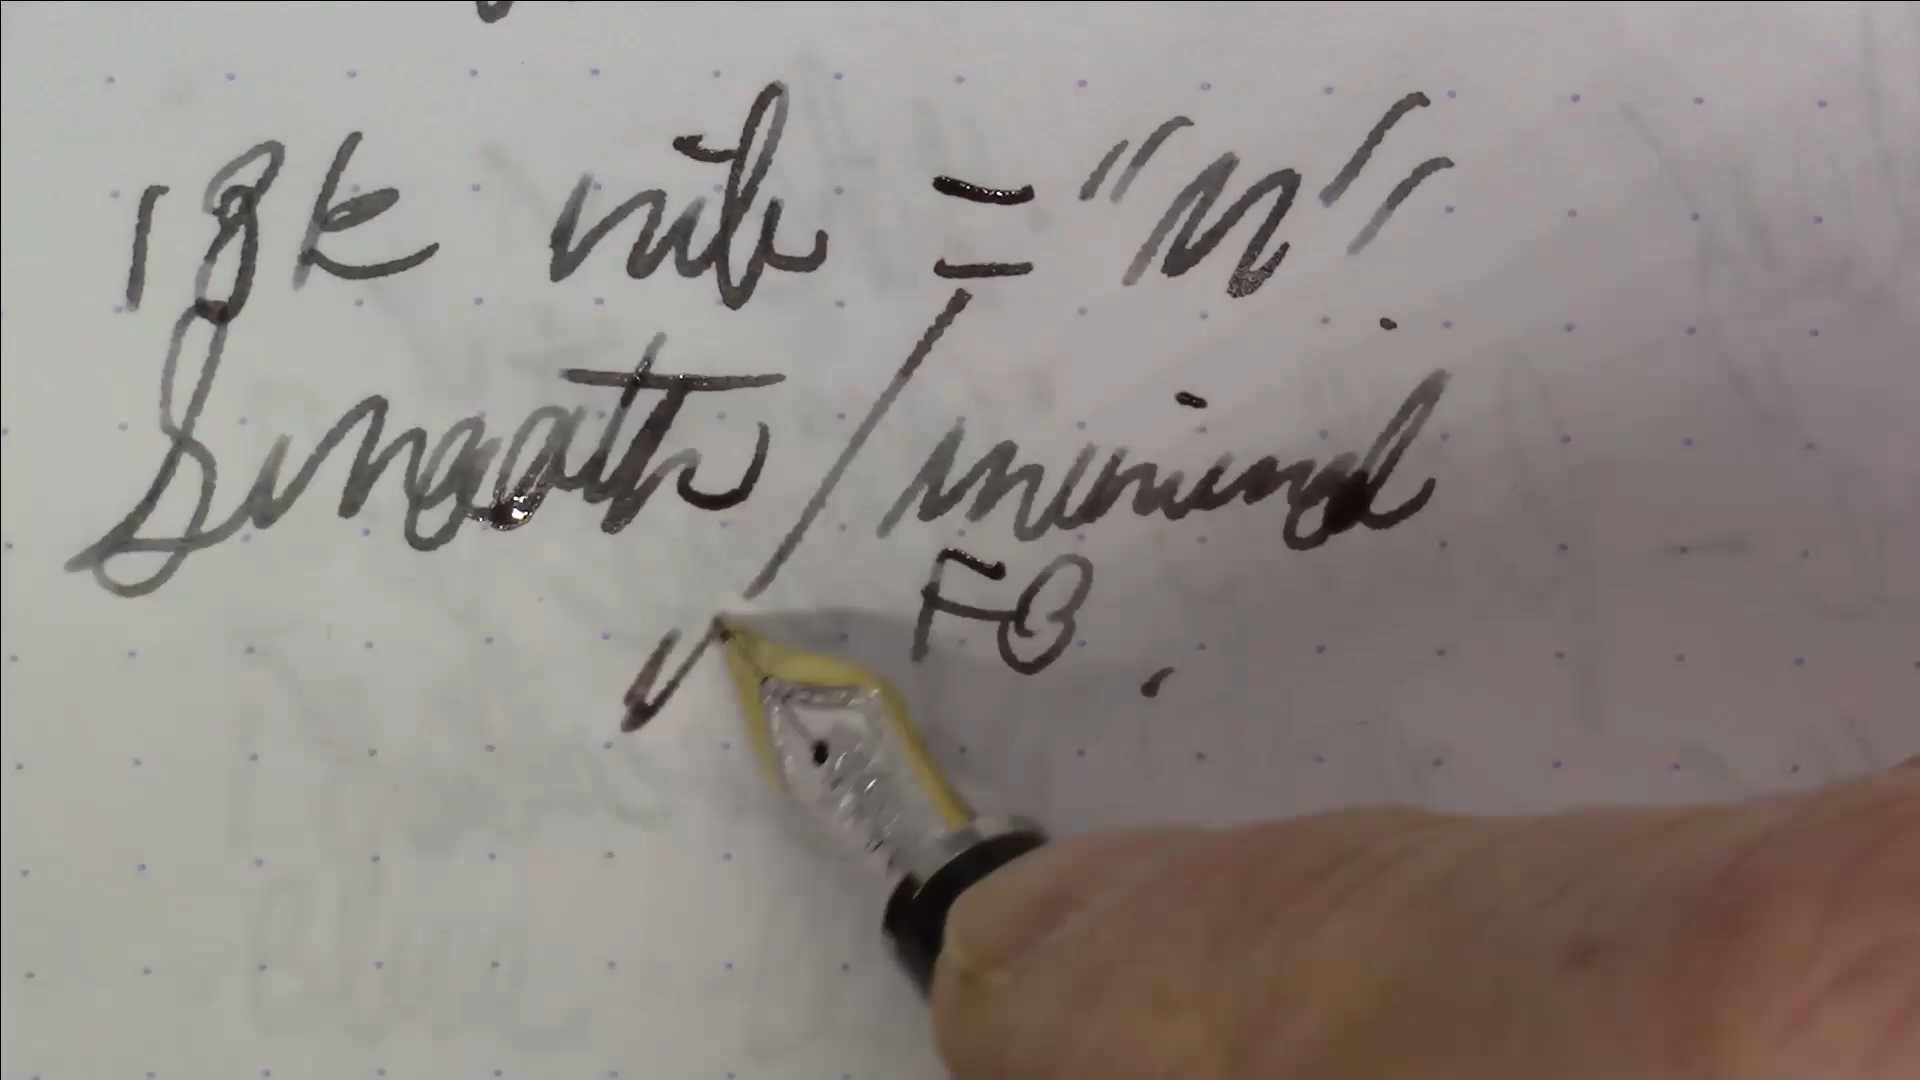 18k nib = "M"
Smooth / minimal
FB.